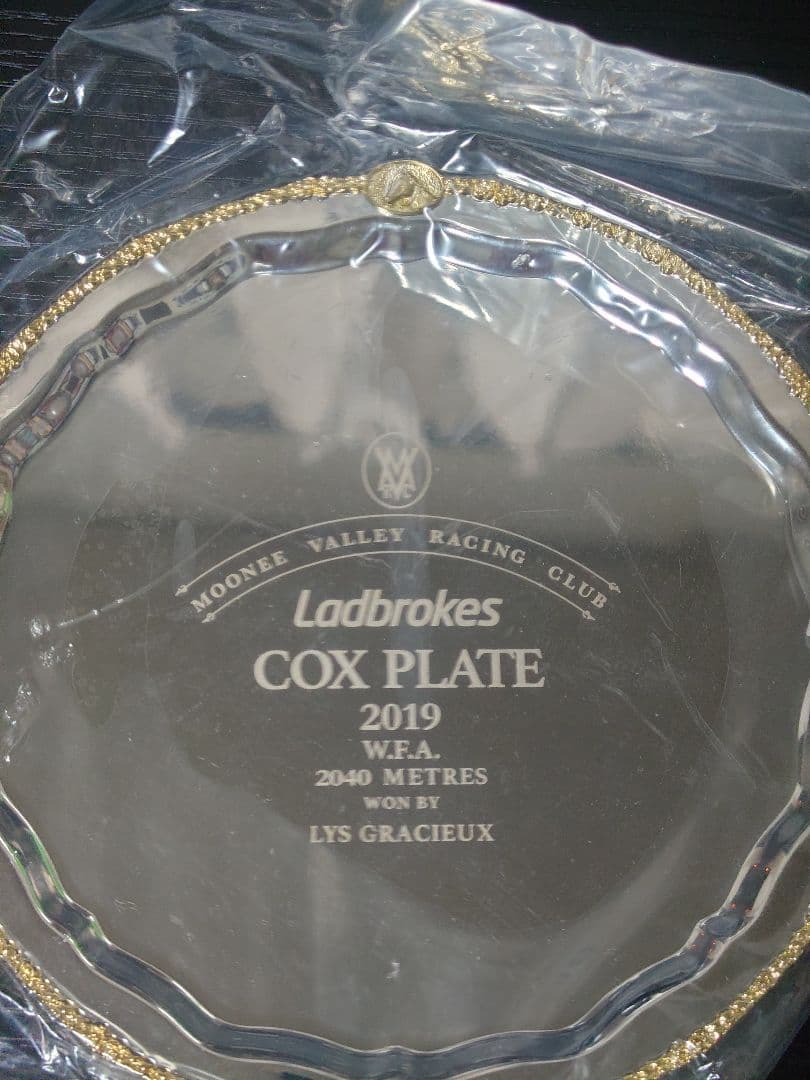 MOONEE VALLEY RACING CLUB
Ladbrokes
COX PLATE
2019
W.F.A.
2040 METRES
WON BY
LYS GRACIEUX